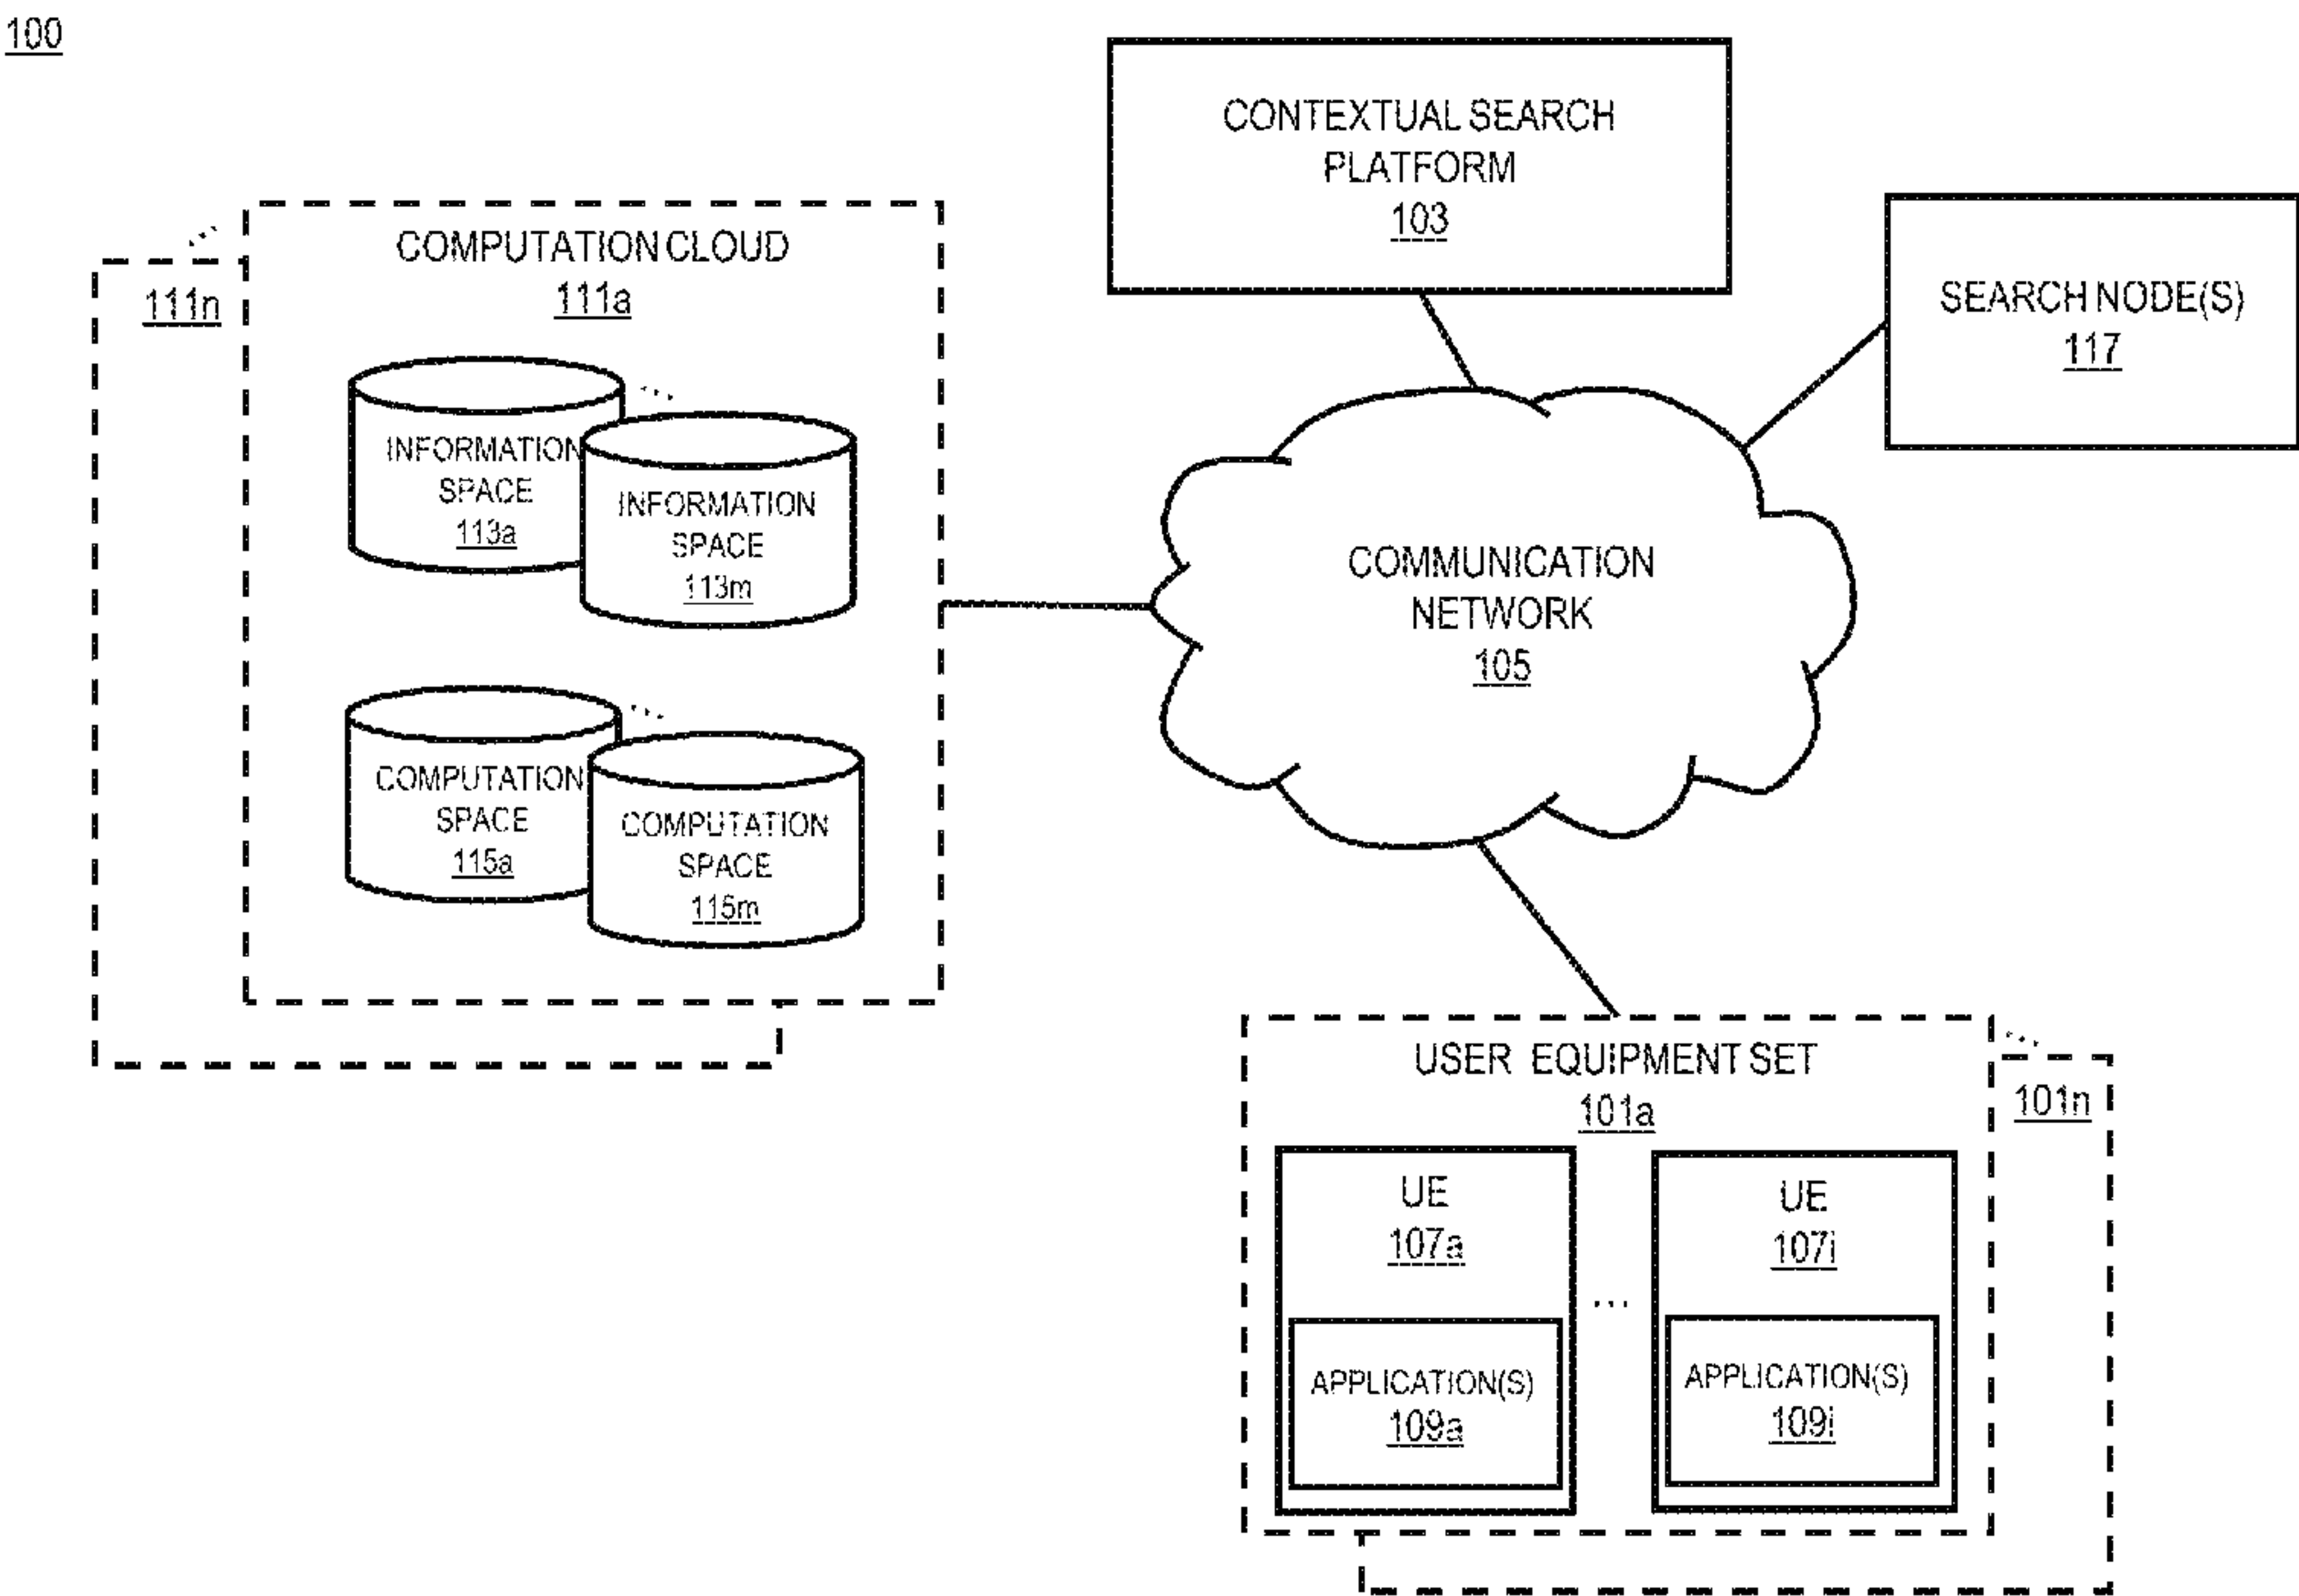 100
CONTEXTUAL SEARCH
PLATFORM
103
SEARCH NODE(S)
117
COMPUTATION CLOUD
111a
111n
INFORMATION
SPACE
113a
INFORMATION
SPACE
113m
COMPUTATION
SPACE
115a
COMPUTATION
SPACE
115m
COMMUNICATION
NETWORK
105
USER EQUIPMENT SET
101a
101n
UE
107a
...
UE
107i
APPLICATION(S)
109a
APPLICATION(S)
109i